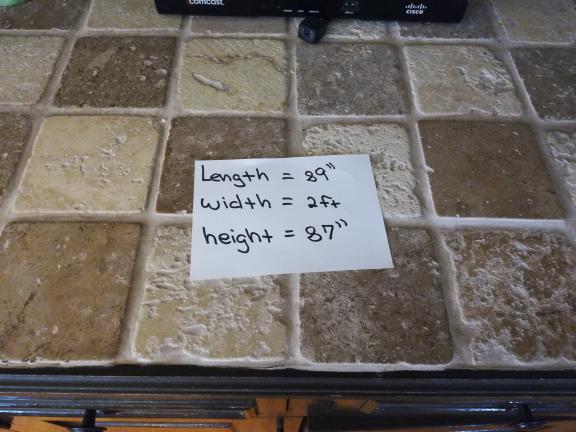 comcast
CISCO
Length = 89"
width = 2ft
height = 87"